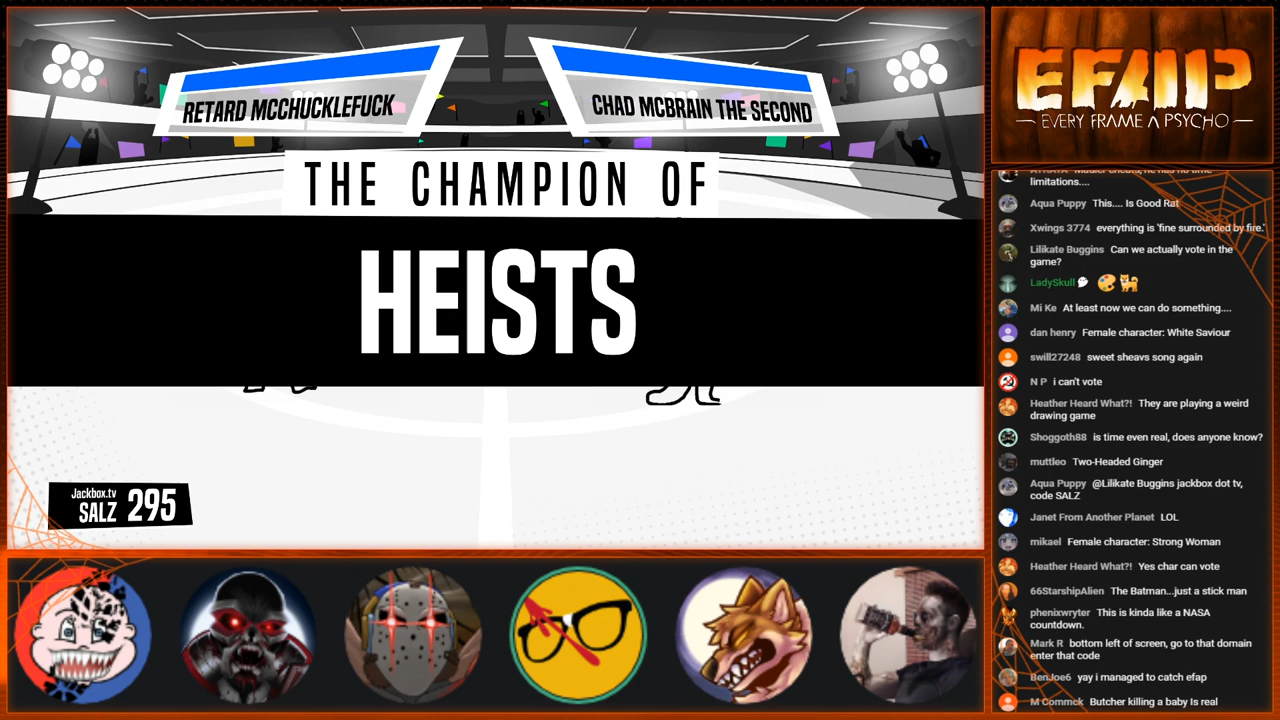 RETARD MCCHUCKLEFUCK
CHAD MCBRAIN THE SECOND
THE CHAMPION OF
HEISTS
Jackbox.tv
SALZ 295
EFAP
EVERY FRAME A PSYCHO
limitations....
Aqua Puppy This.... Is Good Rat
Xwings 3774 everything is 'fine surrounded by fire.'
Lilikate Buggins Can we actually vote in the
game?
LadySkull
Mi Ke At least now we can do something....
dan henry Female character: White Saviour
swill27248 sweet sheavs song again
N P i can't vote
Heather Heard What?! They are playing a weird
drawing game
Shoggoth88 is time even real, does anyone know?
muttleo Two-Headed Ginger
Aqua Puppy @Lilikate Buggins jackbox dot tv,
code SALZ
Janet From Another Planet LOL
mikael Female character: Strong Woman
Heather Heard What?! Yes char can vote
66StarshipAlien The Batman...just a stick man
phenixwryter This is kinda like a NASA
countdown.
Mark R bottom left of screen, go to that domain
enter that code
BenJoe6 yay i managed to catch efap
M Commck Butcher killing a baby Is real